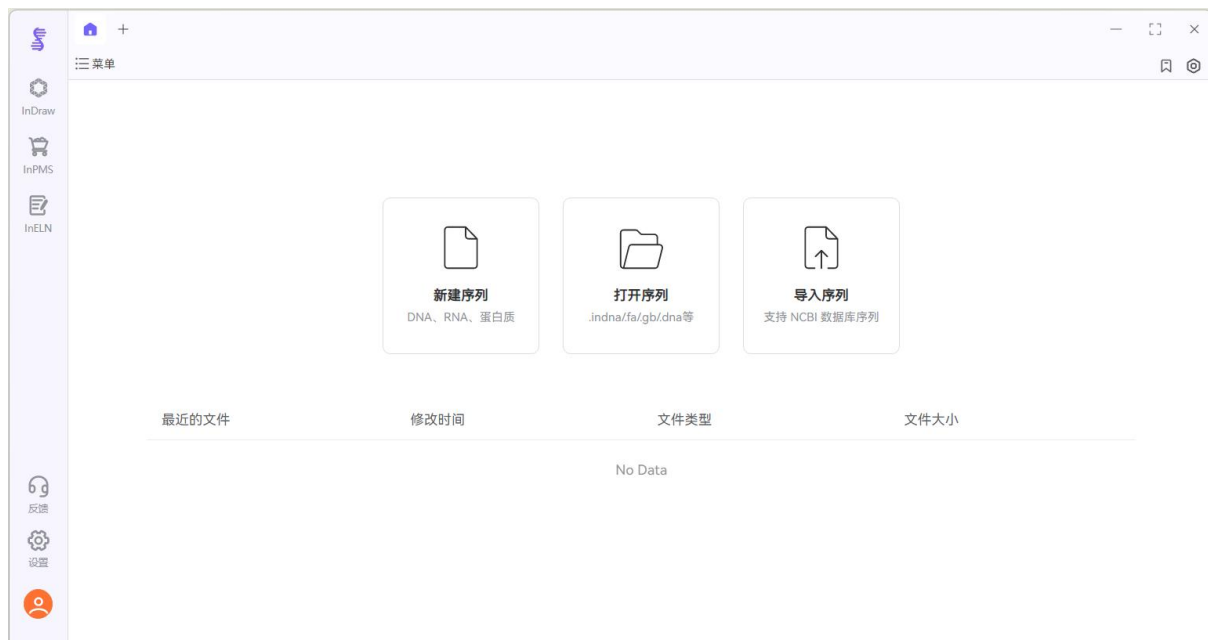 菜单
InDraw
InPMS
InELN
新建序列
DNA、RNA、蛋白质
打开序列
.indna/.fa/.gb/.dna等
导入序列
支持 NCBI 数据库序列
最近的文件 修改时间 文件类型 文件大小
No Data
反馈
设置